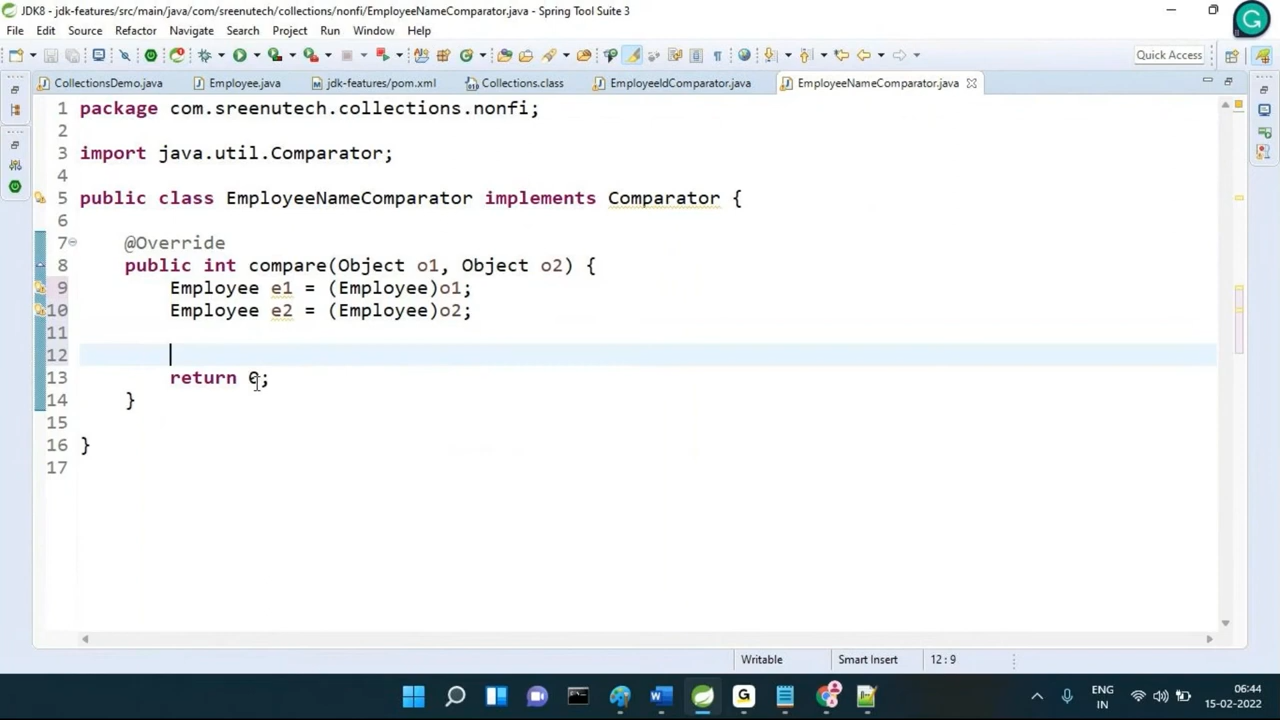 JDK8 - jdk-features/src/main/java/com/sreenutech/collections/nonfi/EmployeeNameComparator.java - Spring Tool Suite 3
File Edit Source Refactor Navigate Search Project Run Window Help
Quick Access
CollectionsDemo.java Employee.java jdk-features/pom.xml Collections.class EmployeeIdComparator.java EmployeeNameComparator.java
1 package com.sreenutech.collections.nonfi;
2
3 import java.util.Comparator;
4
5 public class EmployeeNameComparator implements Comparator {
6
7 @Override
8 public int compare(Object o1, Object o2) {
9 Employee e1 = (Employee)o1;
10 Employee e2 = (Employee)o2;
11
12
13 return 0;
14 }
15
16 }
17
Writable Smart Insert 12 : 9
ENG 06:44
IN 15-02-2022